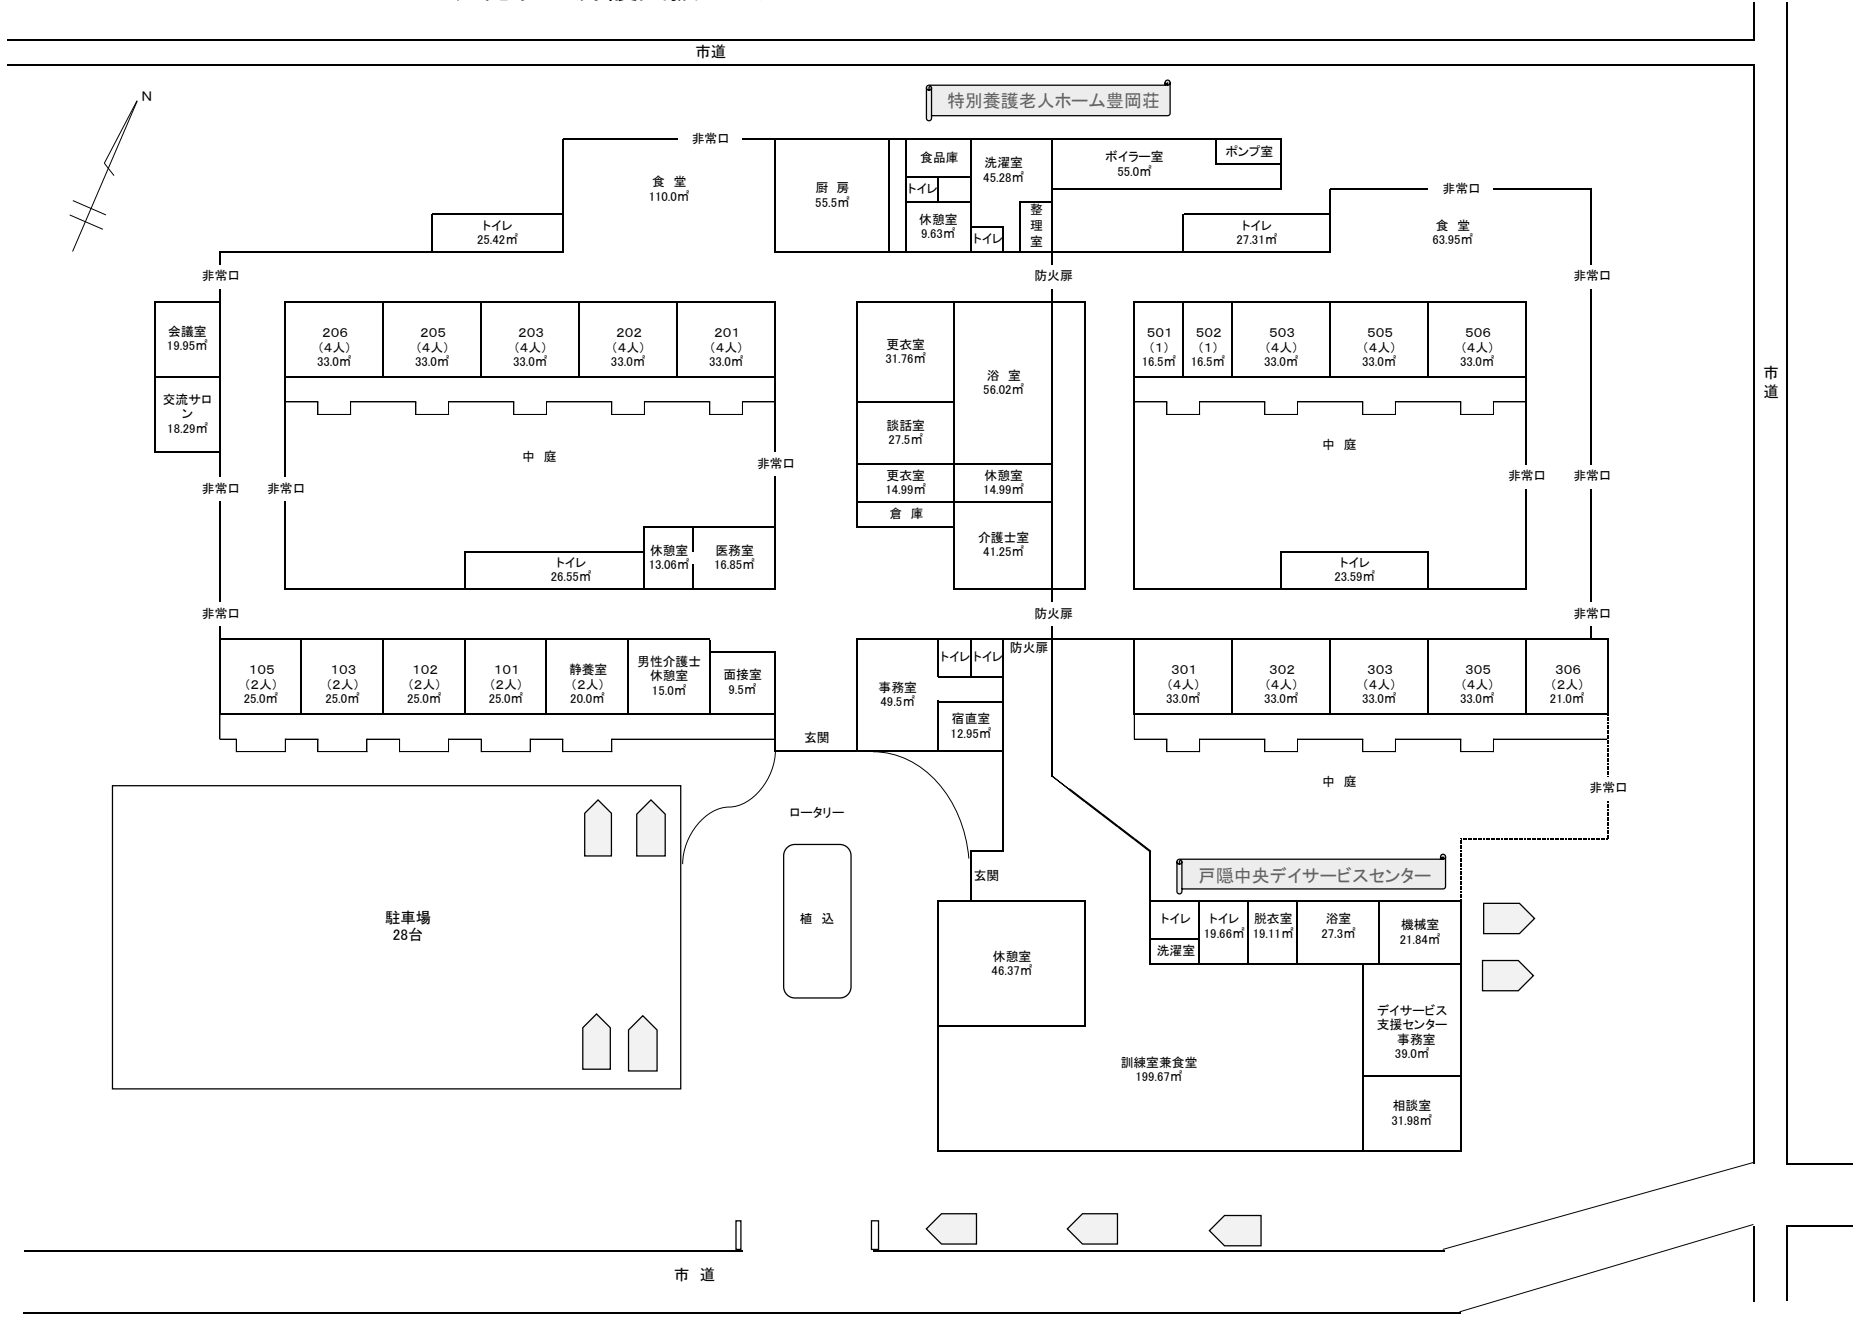 市道
N
特別養護老人ホーム豊岡荘
非常口
食 堂
110.0㎡
厨 房
55.5㎡
食品庫
トイレ
休憩室
9.63㎡
洗濯室
45.28㎡
トイレ
整
理
室
ボイラー室
55.0㎡
ポンプ室
非常口
トイレ
25.42㎡
トイレ
27.31㎡
食 堂
63.95㎡
非常口
防火扉
非常口
会議室
19.95㎡
交流サロ
ン
18.29㎡
206
(4人)
33.0㎡
205
(4人)
33.0㎡
203
(4人)
33.0㎡
202
(4人)
33.0㎡
201
(4人)
33.0㎡
更衣室
31.76㎡
浴 室
56.02㎡
談話室
27.5㎡
更衣室
14.99㎡
休憩室
14.99㎡
倉 庫
介護士室
41.25㎡
501
(1)
16.5㎡
502
(1)
16.5㎡
503
(4人)
33.0㎡
505
(4人)
33.0㎡
506
(4人)
33.0㎡
市
道
中 庭
中 庭
非常口
非常口
非常口
非常口
非常口
トイレ
26.55㎡
休憩室
13.06㎡
医務室
16.85㎡
トイレ
23.59㎡
非常口
防火扉
非常口
105
(2人)
25.0㎡
103
(2人)
25.0㎡
102
(2人)
25.0㎡
101
(2人)
25.0㎡
静養室
(2人)
20.0㎡
男性介護士
休憩室
15.0㎡
面接室
9.5㎡
事務室
49.5㎡
トイレ
トイレ
防火扉
宿直室
12.95㎡
301
(4人)
33.0㎡
302
(4人)
33.0㎡
303
(4人)
33.0㎡
305
(4人)
33.0㎡
306
(2人)
21.0㎡
玄関
中 庭
非常口
ロータリー
玄関
戸隠中央デイサービスセンター
駐車場
28台
植 込
休憩室
46.37㎡
トイレ
洗濯室
トイレ
19.66㎡
脱衣室
19.11㎡
浴室
27.3㎡
機械室
21.84㎡
デイサービス
支援センター
事務室
39.0㎡
訓練室兼食堂
199.67㎡
相談室
31.98㎡
市 道